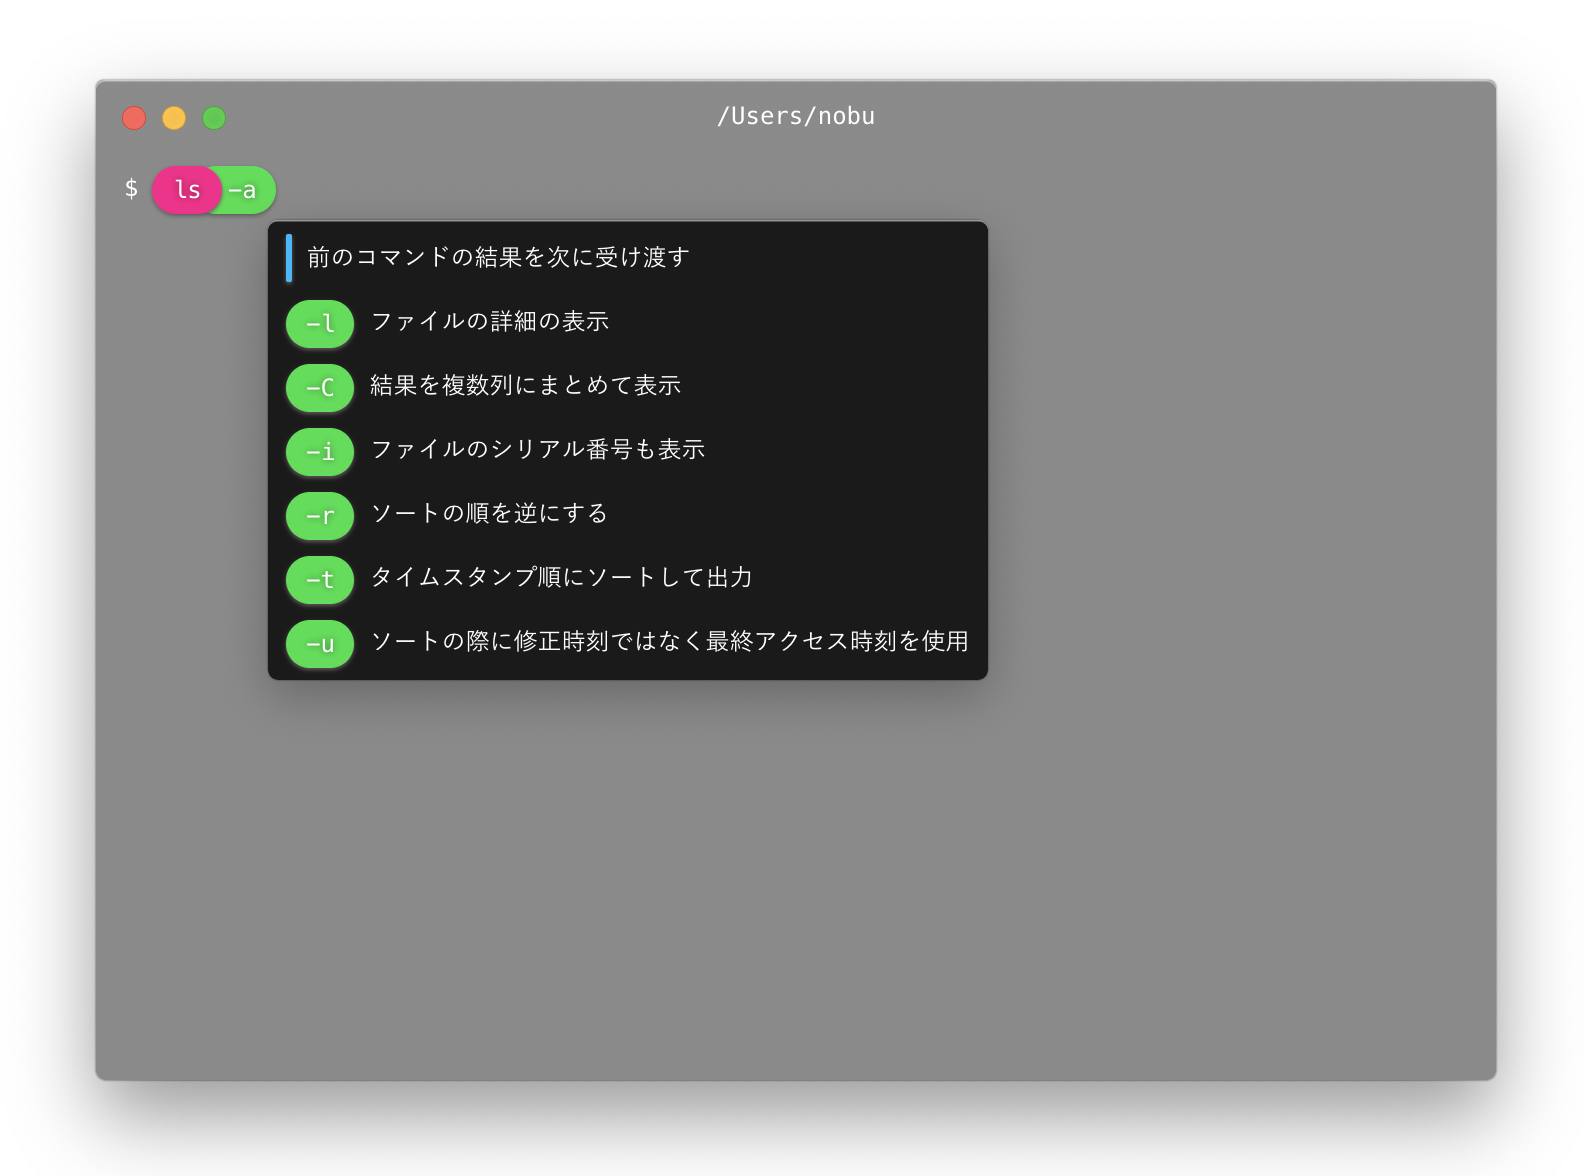 /Users/nobu
$ ls -a
前のコマンドの結果を次に受け渡す
-l ファイルの詳細の表示
-C 結果を複数列にまとめて表示
-i ファイルのシリアル番号も表示
-r ソートの順を逆にする
-t タイムスタンプ順にソートして出力
-u ソートの際に修正時刻ではなく最終アクセス時刻を使用